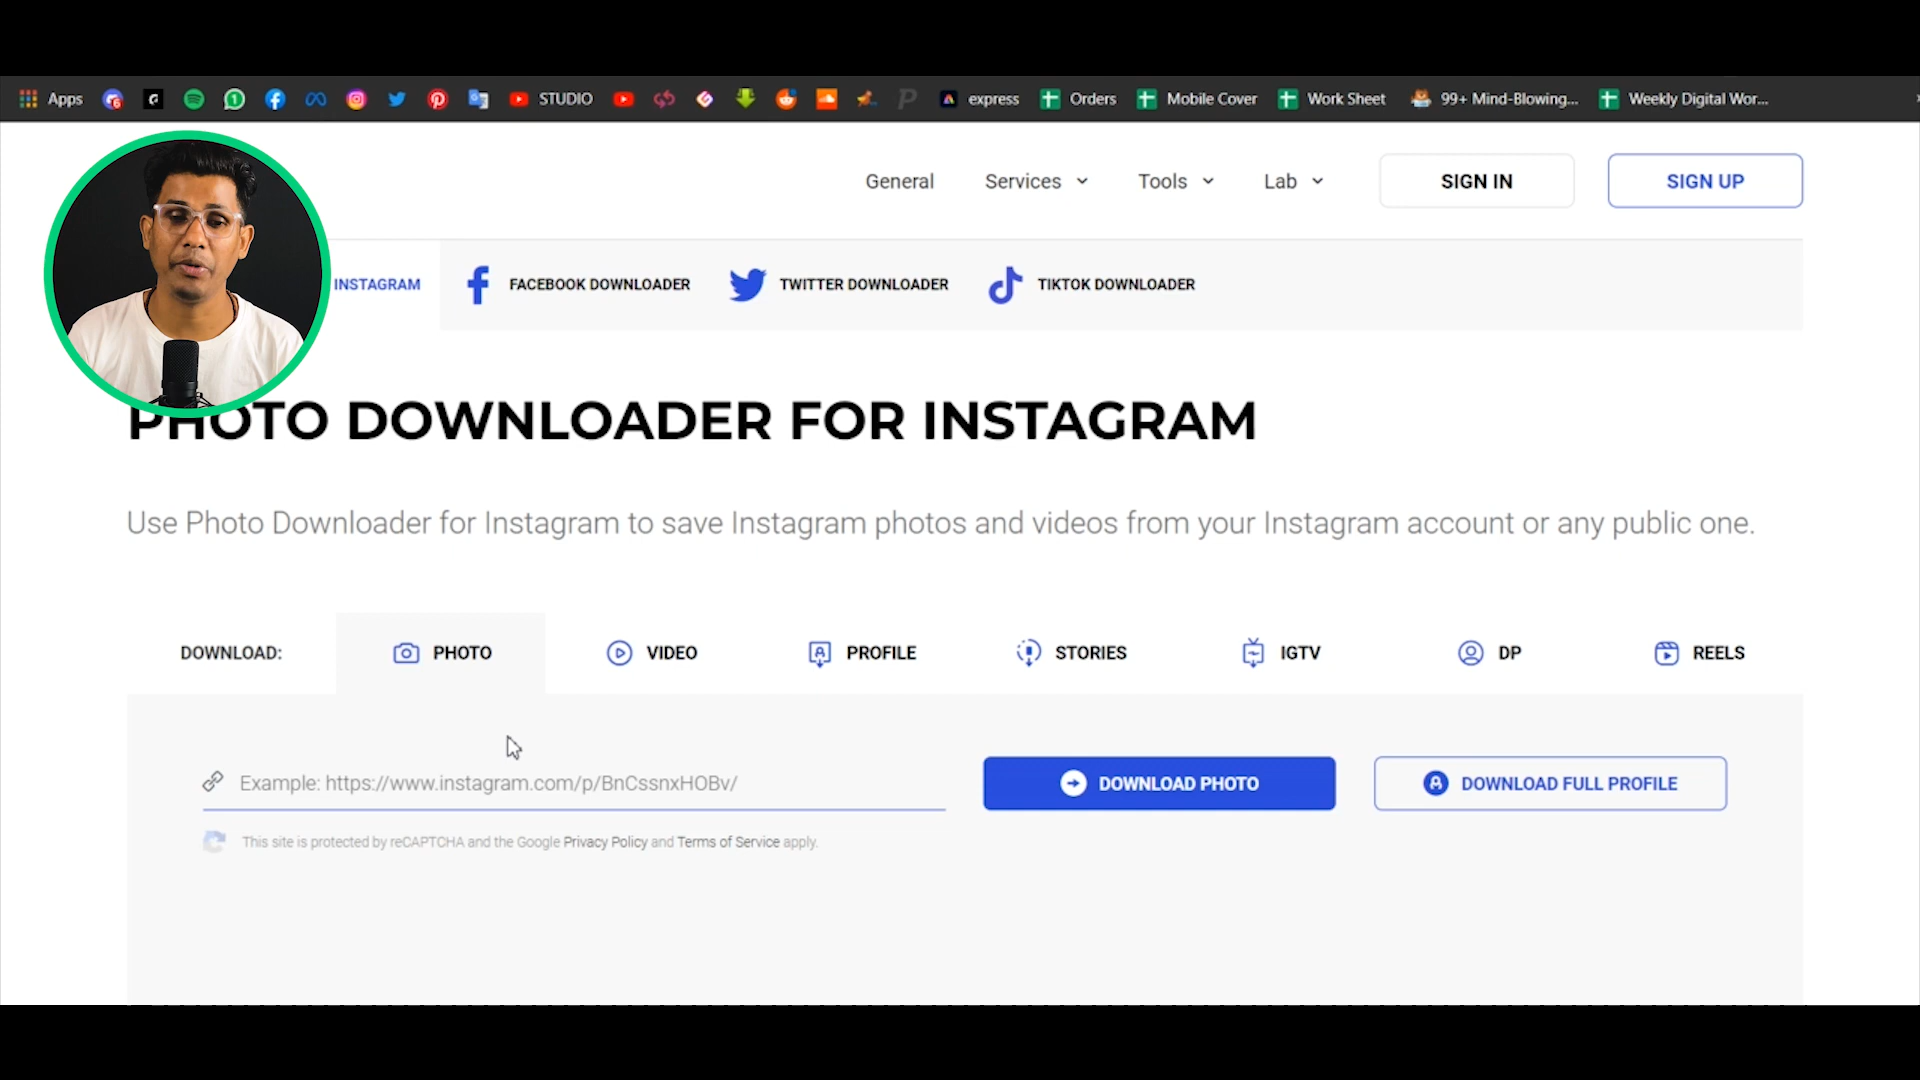 Apps
STUDIO
express
Orders
Mobile Cover
Work Sheet
99+ Mind-Blowing...
Weekly Digital Wor...
General
Services
Tools
Lab
SIGN IN
SIGN UP
INSTAGRAM
FACEBOOK DOWNLOADER
TWITTER DOWNLOADER
TIKTOK DOWNLOADER
PHOTO DOWNLOADER FOR INSTAGRAM
Use Photo Downloader for Instagram to save Instagram photos and videos from your Instagram account or any public one.
DOWNLOAD:
PHOTO
VIDEO
PROFILE
STORIES
IGTV
DP
REELS
Example: https://www.instagram.com/p/BnCssnxHOBv/
DOWNLOAD PHOTO
DOWNLOAD FULL PROFILE
This site is protected by reCAPTCHA and the Google Privacy Policy and Terms of Service apply.